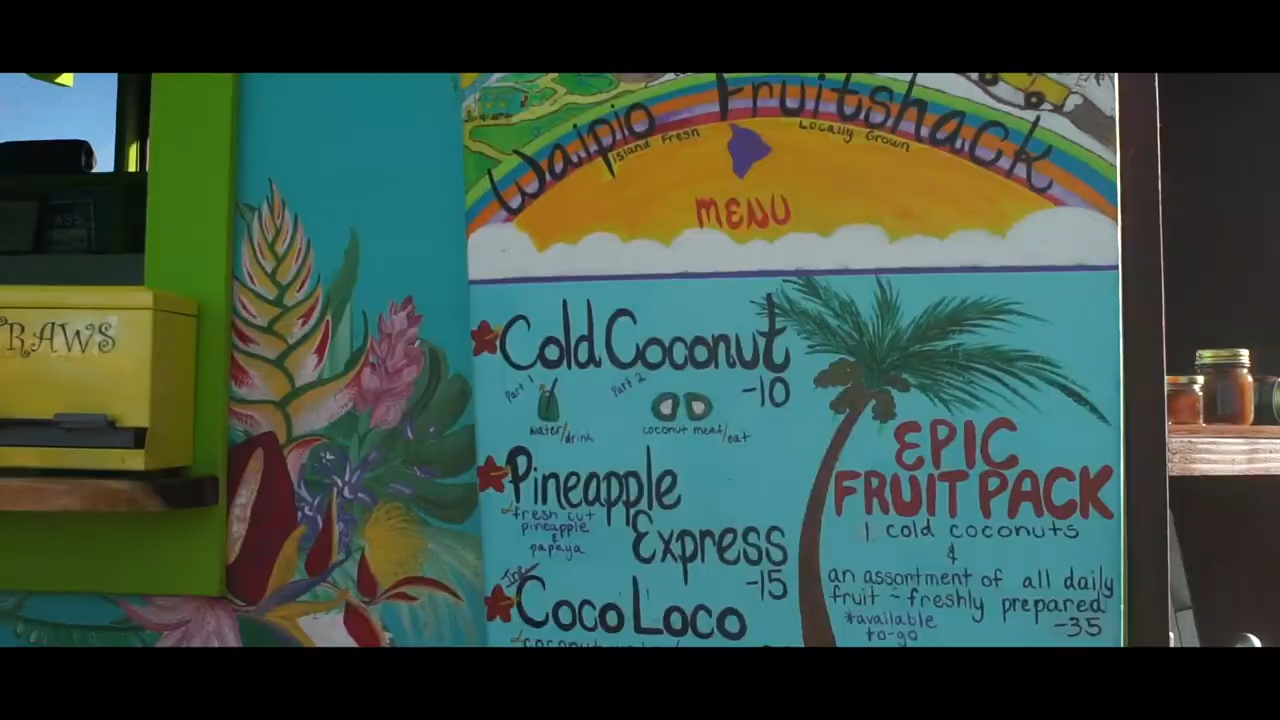 Waipio Fruitshack
Island Fresh
Locally Grown
MENU
RAWS
Cold Coconut
-10
Part 1
Part 2
water/drink
coconut meat/eat
Pineapple
Express
-15
fresh cut
pineapple
&
papaya
The
Coco Loco
EPIC
FRUIT PACK
1 cold coconuts
&
an assortment of all daily
fruit ~ freshly prepared
-35
*available
to-go